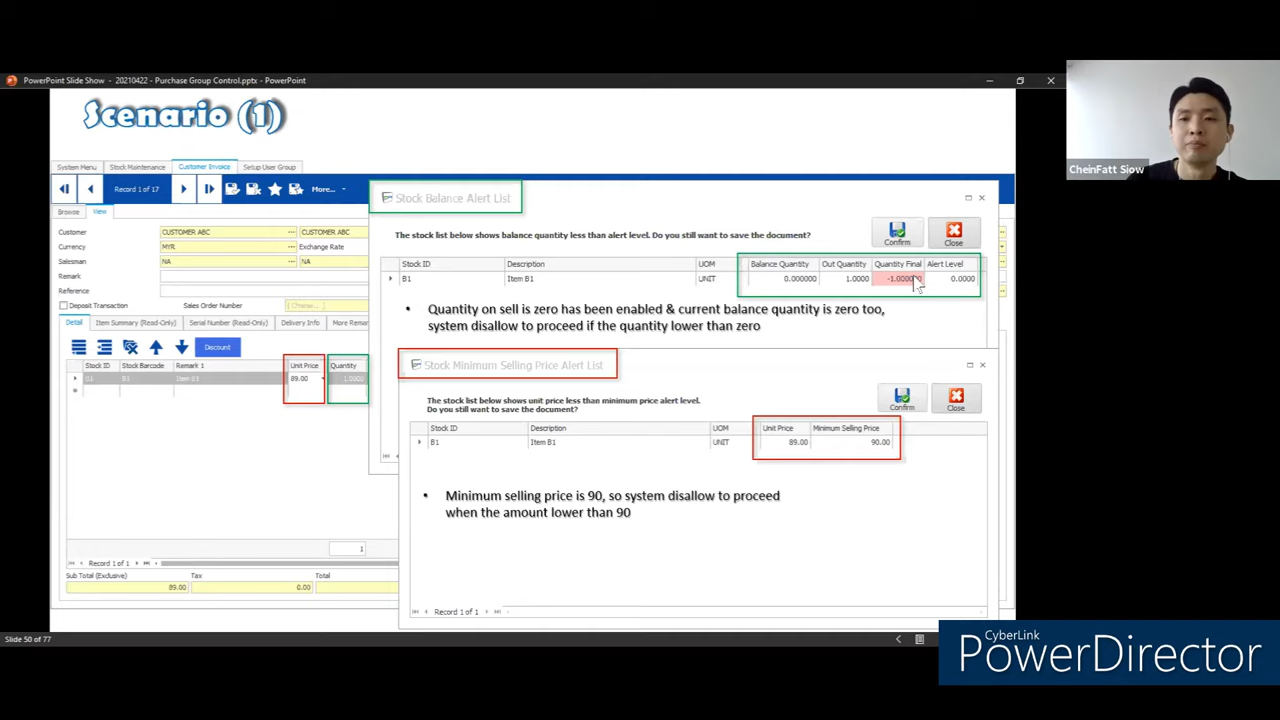 PowerPoint Slide Show - 20210422 - Purchase Group Control.pptx - PowerPoint
Scenario (1)
CheinFatt Siow
System Menu Stock Maintenance Customer Invoice Setup User Group
Record 1 of 17 More...
Browse View
Customer CUSTOMER ABC CUSTOMER ABC
Currency MYR Exchange Rate
Salesman NA NA
Remark
Reference
Deposit Transaction Sales Order Number
Detail Item Summary (Read-Only) Serial Number (Read-Only) Delivery Info More Remar
Discount
Stock ID Stock Barcode Remark 1 Unit Price Quantity
B1 Item B1 89.00 1.0000
1
Record 1 of 1
Sub Total (Exclusive) Tax Total
89.00 0.00
Stock Balance Alert List
The stock list below shows balance quantity less than alert level. Do you still want to save the document?
Confirm Close
Stock ID Description UOM Balance Quantity Out Quantity Quantity Final Alert Level
B1 Item B1 UNIT 0.000000 1.0000 -1.000000 0.0000
• Quantity on sell is zero has been enabled & current balance quantity is zero too,
system disallow to proceed if the quantity lower than zero
Stock Minimum Selling Price Alert List
The stock list below shows unit price less than minimum price alert level.
Do you still want to save the document?
Confirm Close
Stock ID Description UOM Unit Price Minimum Selling Price
B1 Item B1 UNIT 89.00 90.00
• Minimum selling price is 90, so system disallow to proceed
when the amount lower than 90
Record 1 of 1
Slide 50 of 77
CyberLink
PowerDirector